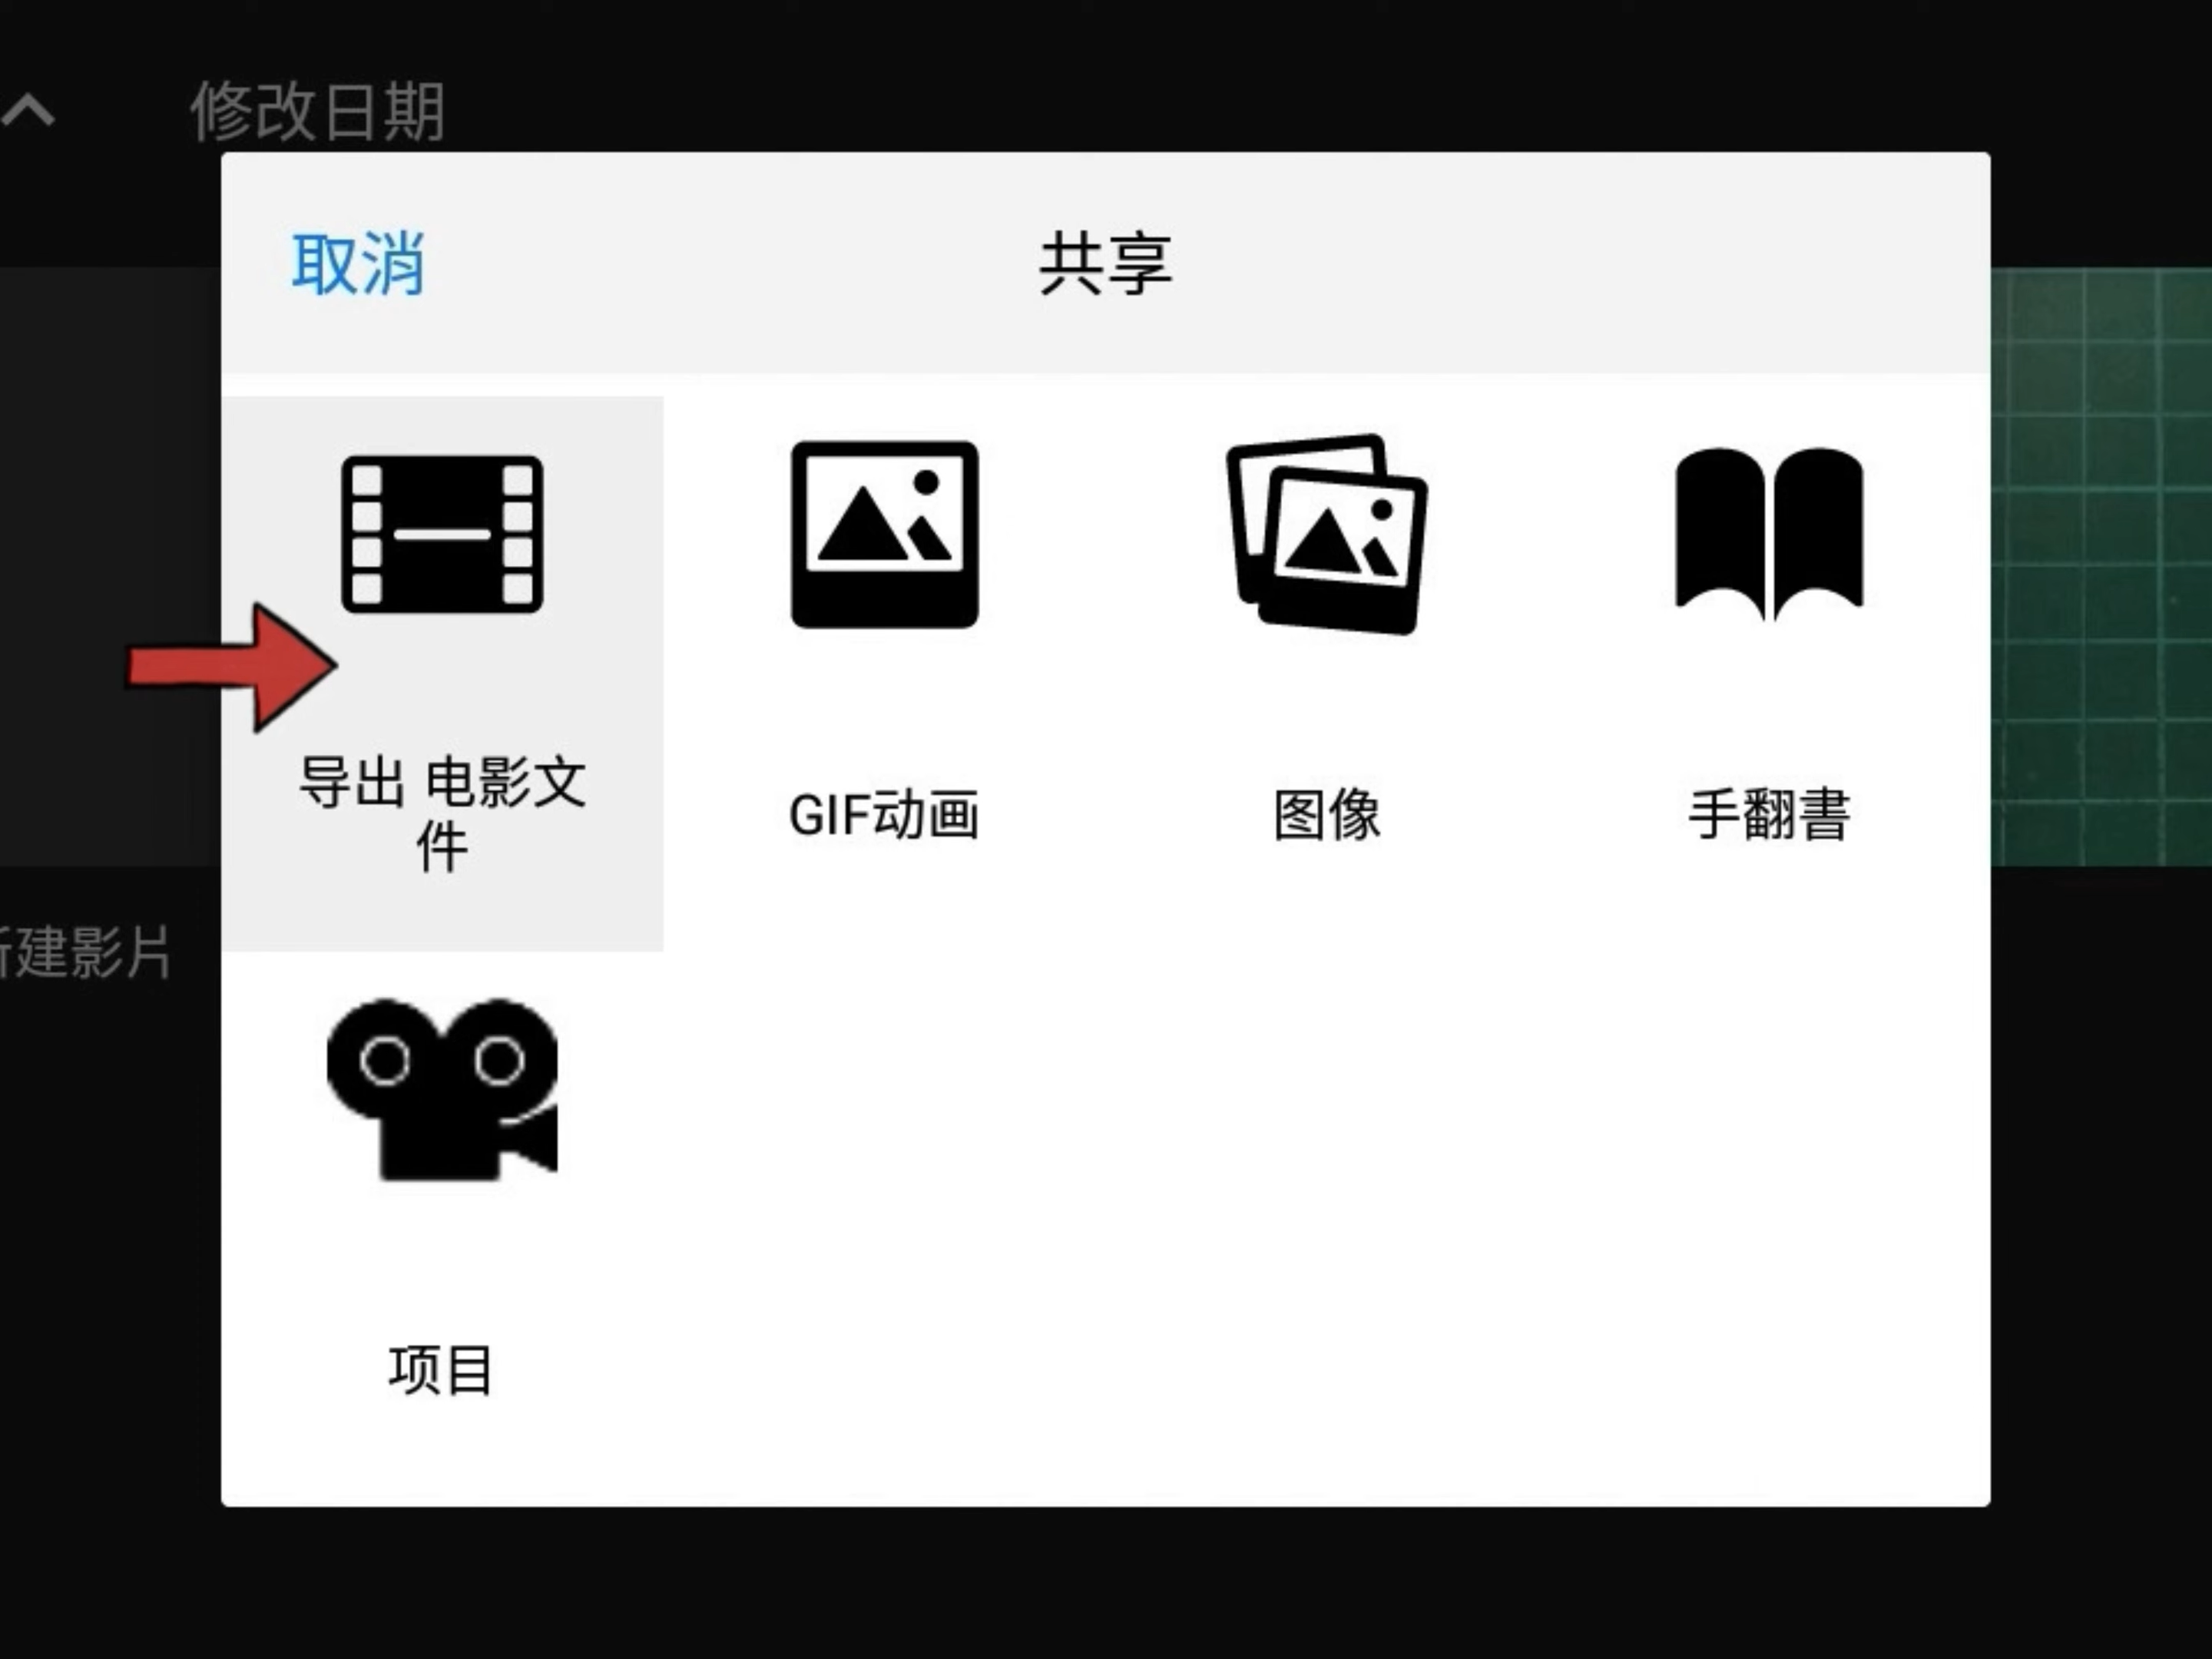 修改日期
取消
共享
导出 电影文
件
GIF动画
图像
手翻書
建影片
项目